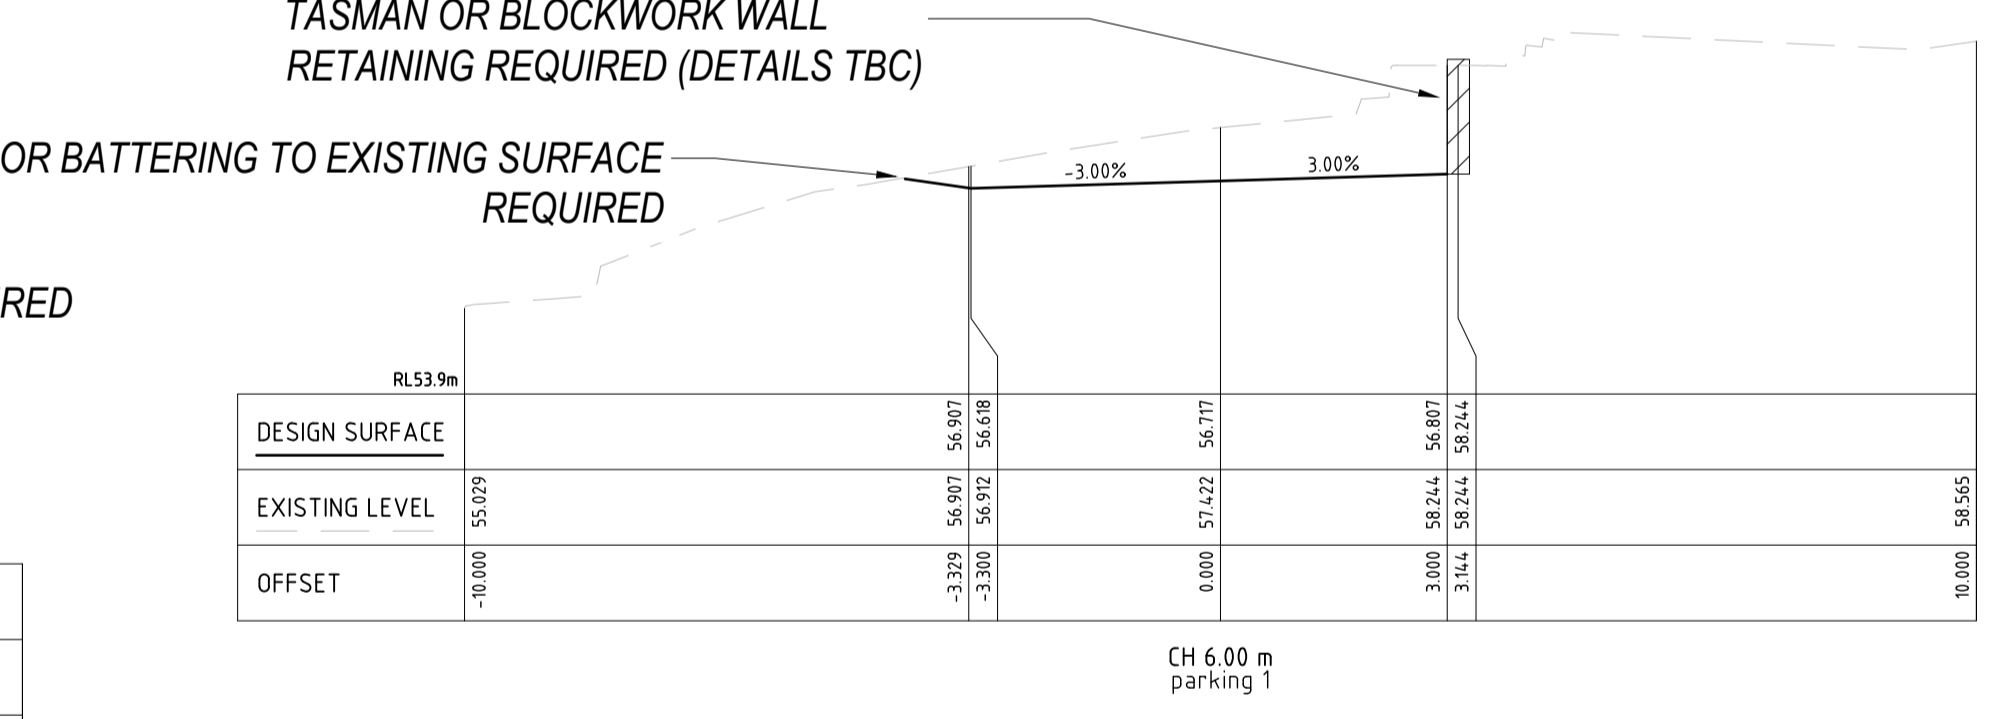 TASMAN OR BLOCKWORK WALL
RETAINING REQUIRED (DETAILS TBC)
OR BATTERING TO EXISTING SURFACE
REQUIRED
RED
-3.00%
3.00%
RL53.9m
DESIGN SURFACE 56.907 56.618 56.717 56.807 58.244
EXISTING LEVEL 55.029 56.907 56.912 57.422 58.244 58.244 58.565
OFFSET -10.000 -3.329 -3.300 0.000 3.000 3.144 10.000
CH 6.00 m
parking 1